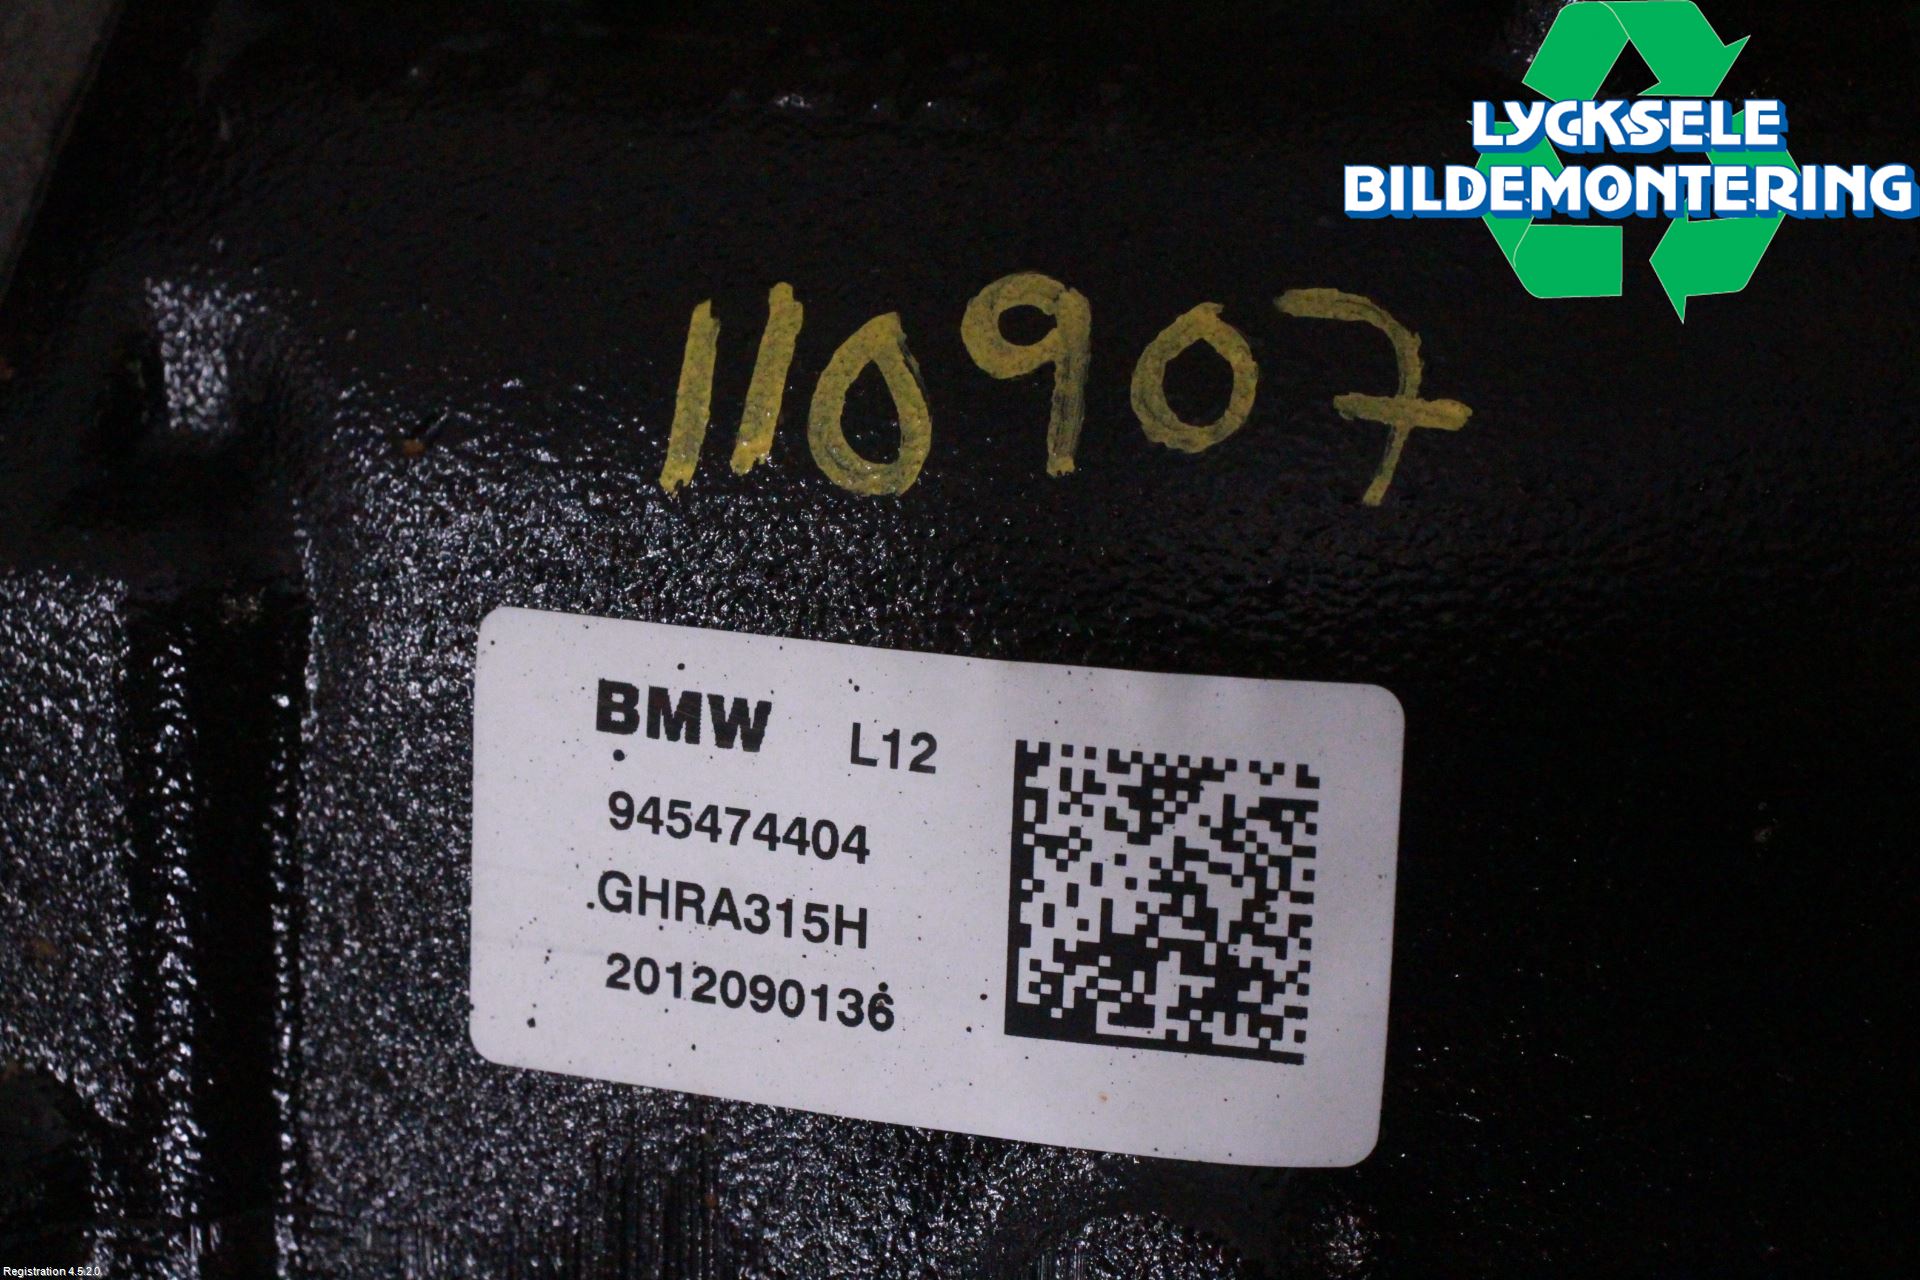 LYCKSELE
BILDEMONTERING
110907
BMW L12
945474404
.GHRA315H
2012090136
Registration 4.5.2.0